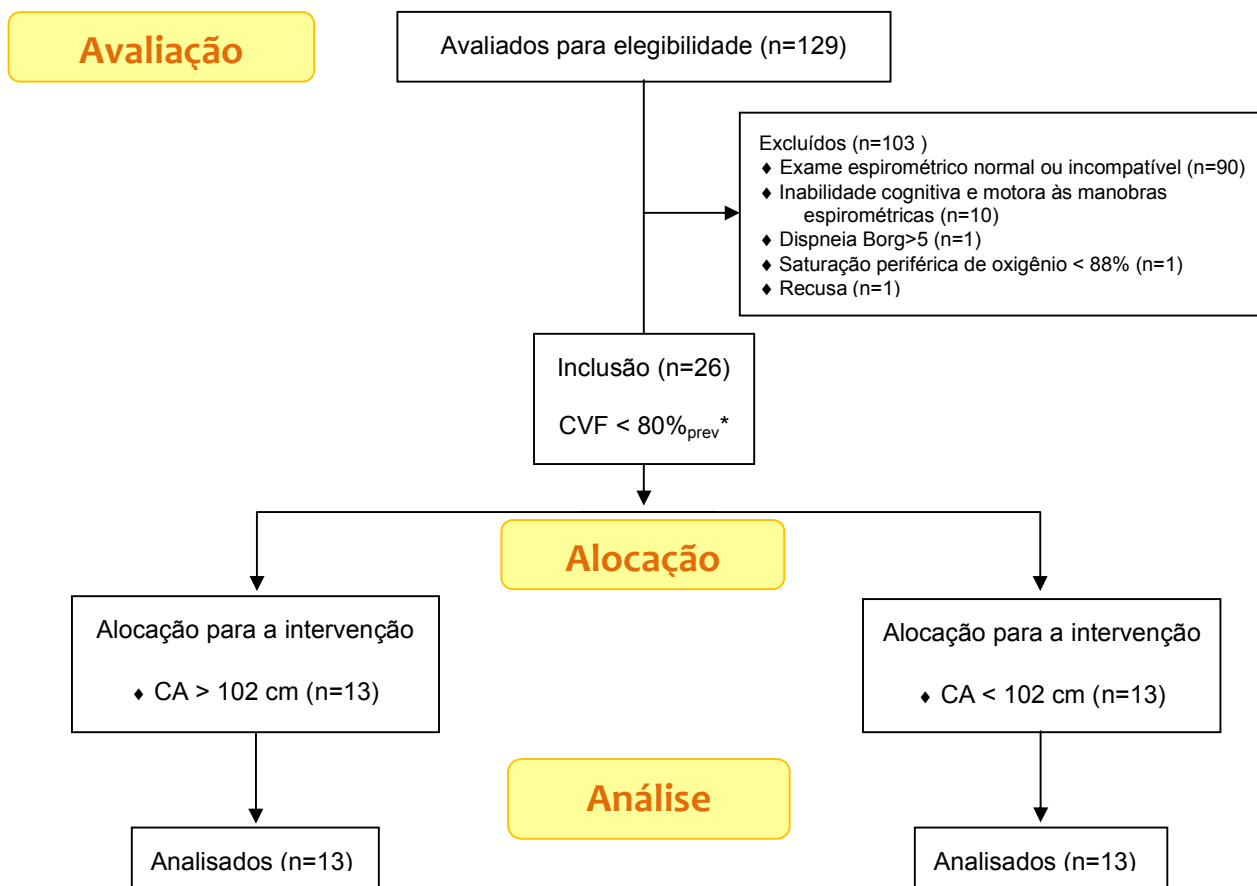 Avaliação
Avaliados para elegibilidade (n=129)
Excluídos (n=103 )
♦ Exame espirométrico normal ou incompatível (n=90)
♦ Inabilidade cognitiva e motora às manobras
espirométricas (n=10)
♦ Dispneia Borg>5 (n=1)
♦ Saturação periférica de oxigênio < 88% (n=1)
♦ Recusa (n=1)
Inclusão (n=26)
CVF < 80%prev*
Alocação
Alocação para a intervenção
♦ CA > 102 cm (n=13)
Alocação para a intervenção
♦ CA < 102 cm (n=13)
Análise
Analisados (n=13)
Analisados (n=13)